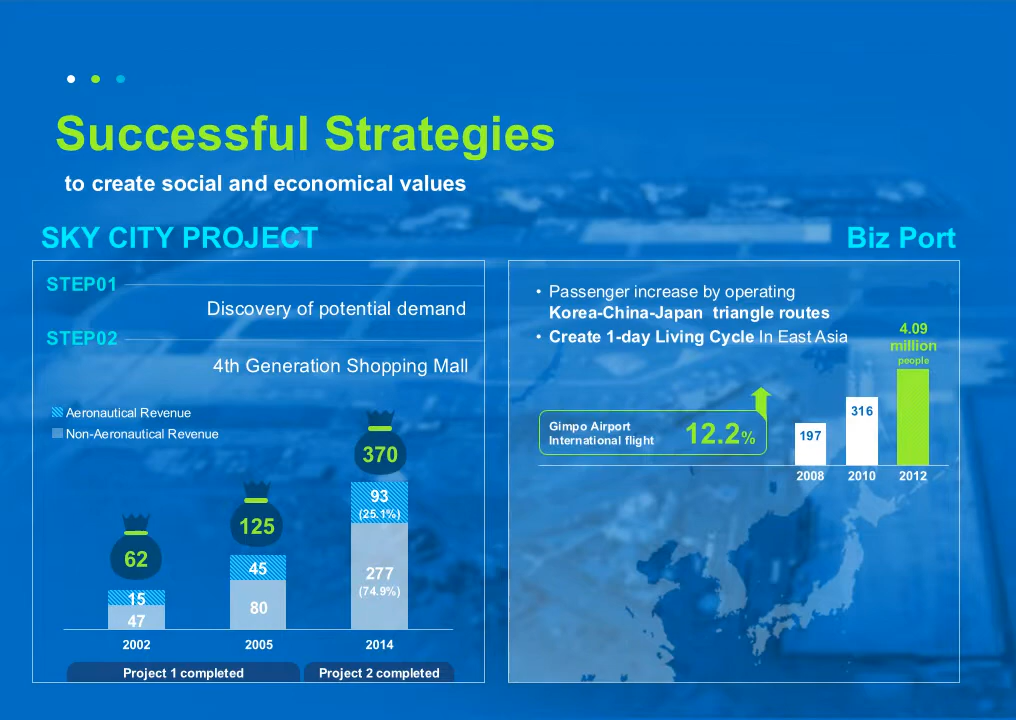 Successful Strategies
to create social and economical values
SKY CITY PROJECT
STEP01
Discovery of potential demand
STEP02
4th Generation Shopping Mall
Aeronautical Revenue
Non-Aeronautical Revenue
62
15
47
2002
125
45
80
2005
370
93
(25.1%)
277
(74.9%)
2014
Project 1 completed
Project 2 completed
Biz Port
• Passenger increase by operating
Korea-China-Japan triangle routes
• Create 1-day Living Cycle In East Asia
Gimpo Airport
International flight
12.2%
197
2008
316
2010
4.09
million
people
2012